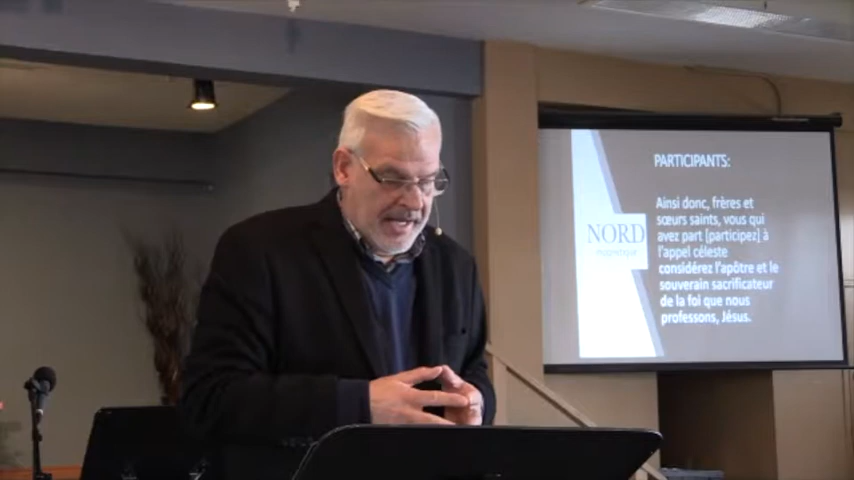 PARTICIPANTS:
Ainsi donc, frères et
sœurs saints, vous qui
avez part [participez] à
l'appel céleste
considérez l'apôtre et le
souverain sacrificateur
de la foi que nous
professons, Jésus.
NORD